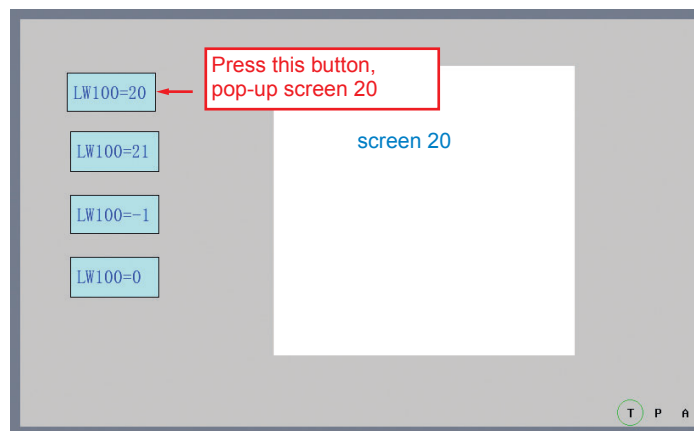 Press this button,
pop-up screen 20
LW100=20
screen 20
LW100=21
LW100=-1
LW100=0
T P A